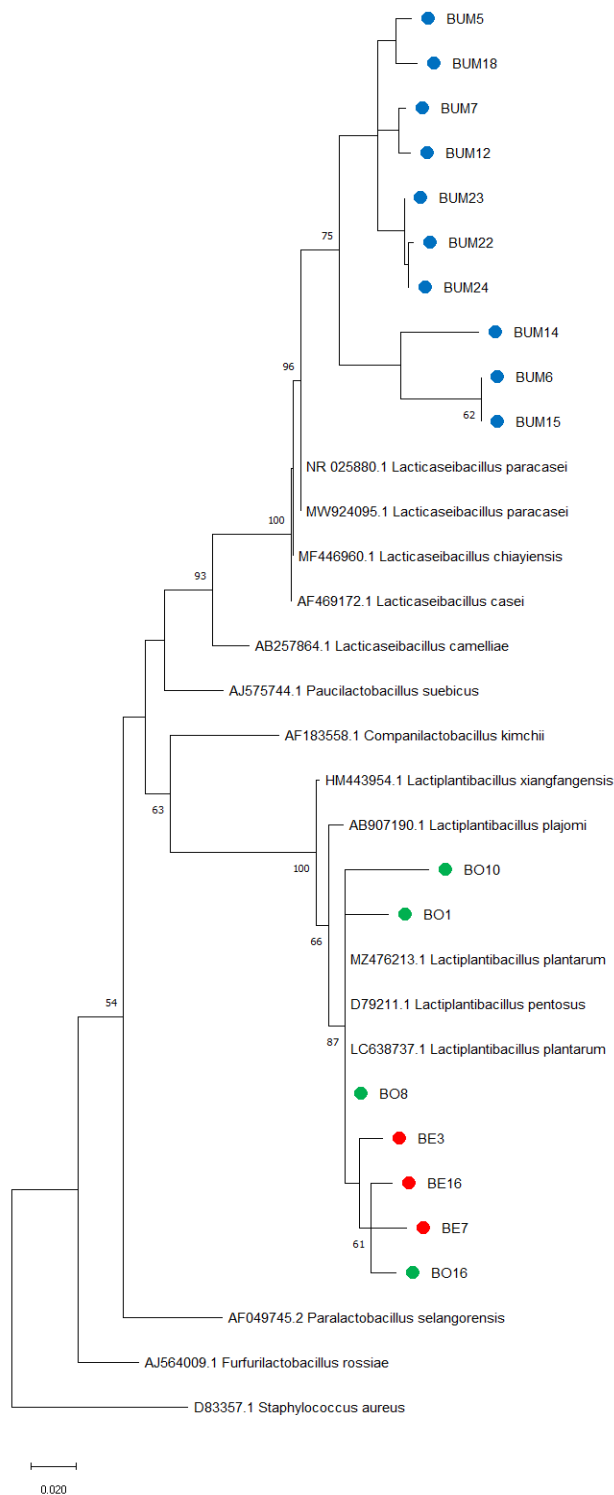 BUM5
BUM18
BUM7
BUM12
BUM23
75
BUM22
BUM24
BUM14
96
BUM6
62
BUM15
NR 025880.1 Lacticaseibacillus paracasei
MW924095.1 Lacticaseibacillus paracasei
100
MF446960.1 Lacticaseibacillus chiayiensis
93
AF469172.1 Lacticaseibacillus casei
AB257864.1 Lacticaseibacillus camelliae
AJ575744.1 Paucilactobacillus suebicus
AF183558.1 Companilactobacillus kimchii
HM443954.1 Lactiplantibacillus xiangfangensis
63
AB907190.1 Lactiplantibacillus plajomi
100
BO10
BO1
66
MZ476213.1 Lactiplantibacillus plantarum
54
D79211.1 Lactiplantibacillus pentosus
87
LC638737.1 Lactiplantibacillus plantarum
BO8
BE3
BE16
BE7
61
BO16
AF049745.2 Paralactobacillus selangorensis
AJ564009.1 Furfurilactobacillus rossiae
D83357.1 Staphylococcus aureus
0.020